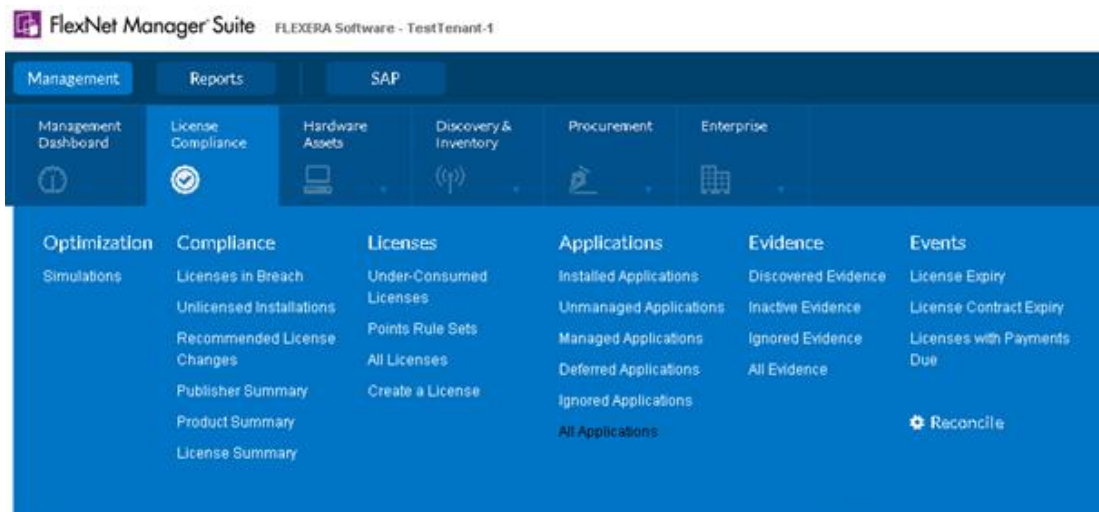 FlexNet Manager Suite FLEXERA Software - TestTenant-1
Management Reports SAP
Management Dashboard
License Compliance
Hardware Assets
Discovery & Inventory
Procurement
Enterprise
Optimization
Simulations
Compliance
Licenses in Breach
Unlicensed Installations
Recommended License
Changes
Publisher Summary
Product Summary
License Summary
Licenses
Under-Consumed
Licenses
Points Rule Sets
All Licenses
Create a License
Applications
Installed Applications
Unmanaged Applications
Managed Applications
Deferred Applications
Ignored Applications
All Applications
Evidence
Discovered Evidence
Inactive Evidence
Ignored Evidence
All Evidence
Events
License Expiry
License Contract Expiry
Licenses with Payments
Due
Reconcile